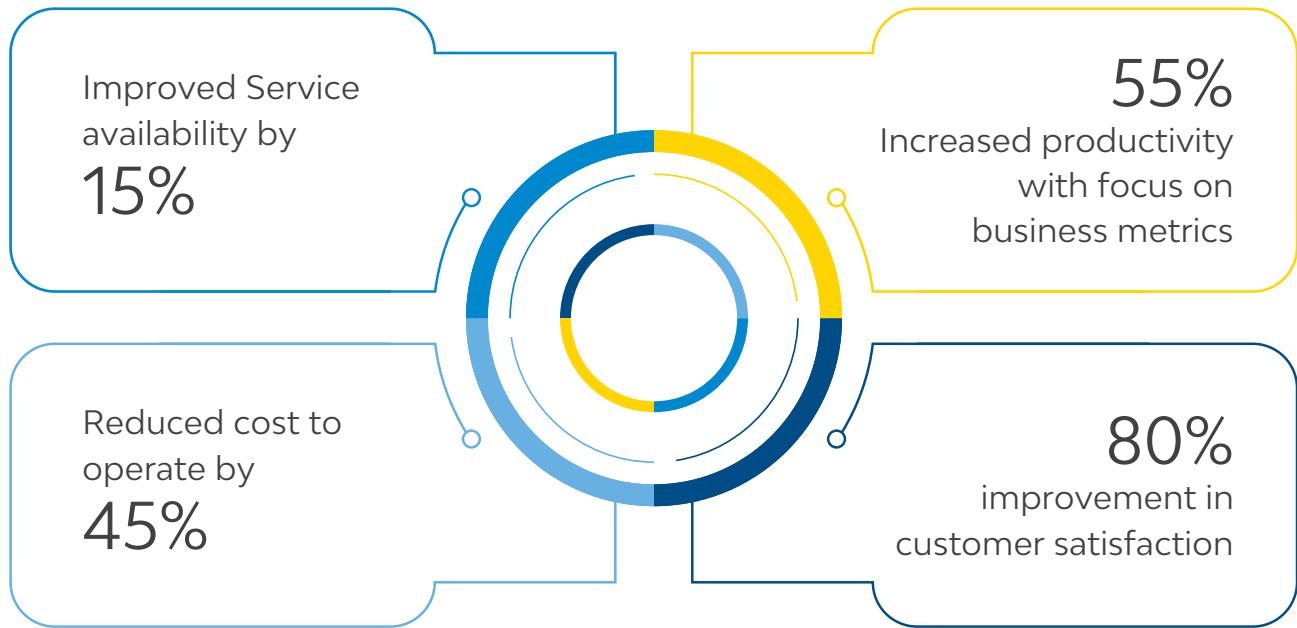 Improved Service
availability by
15%
55%
Increased productivity
with focus on
business metrics
Reduced cost to
operate by
45%
80%
improvement in
customer satisfaction